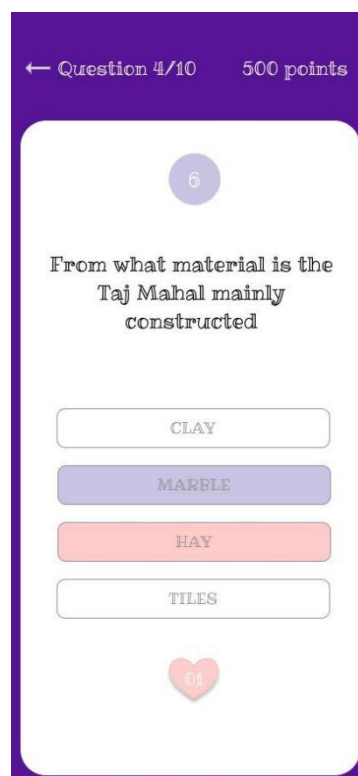 ← Question 4/10 500 points
6
From what material is the
Taj Mahal mainly
constructed
CLAY
MARBLE
HAY
TILES
01